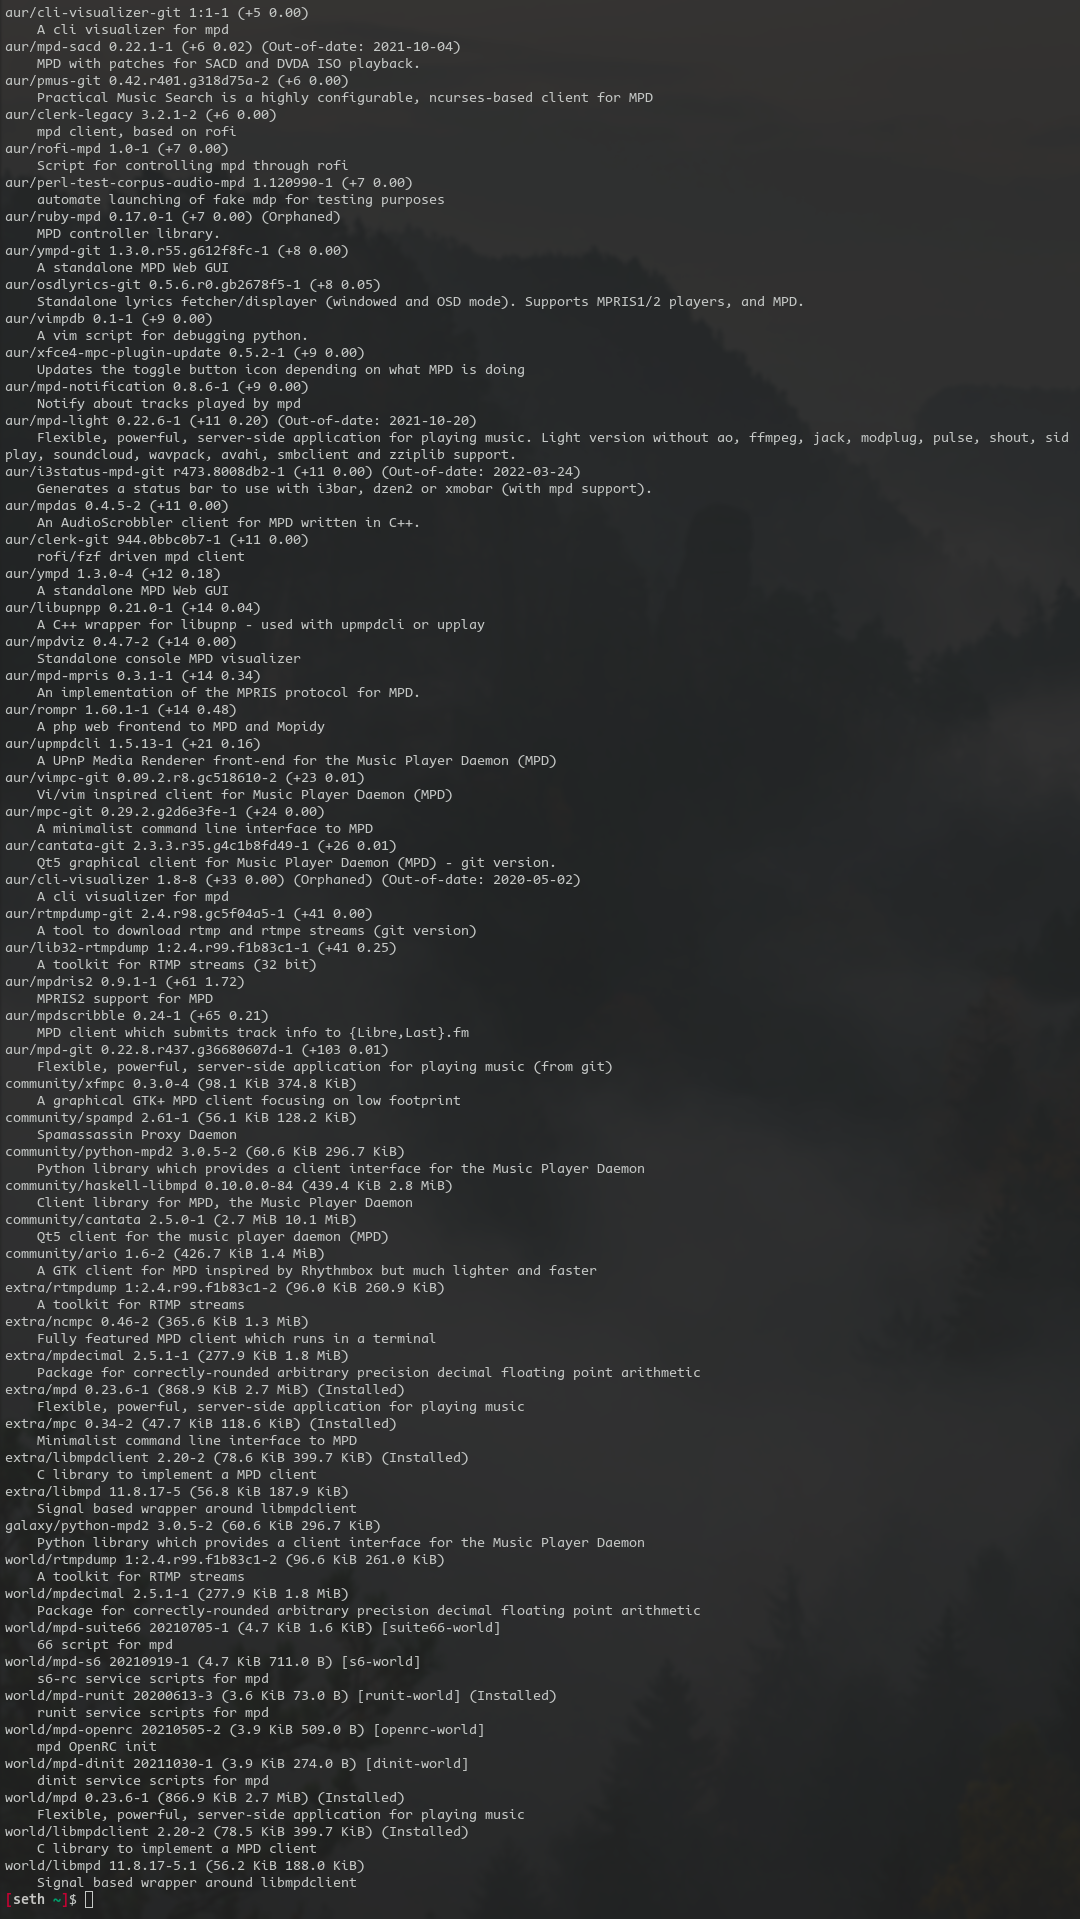 aur/cli-visualizer-git 1:1-1 (+5 0.00)
    A cli visualizer for mpd
aur/mpd-sacd 0.22.1-1 (+6 0.02) (Out-of-date: 2021-10-04)
    MPD with patches for SACD and DVDA ISO playback.
aur/pmus-git 0.42.r401.g318d75a-2 (+6 0.00)
    Practical Music Search is a highly configurable, ncurses-based client for MPD
aur/clerk-legacy 3.2.1-2 (+6 0.00)
    mpd client, based on rofi
aur/rofi-mpd 1.0-1 (+7 0.00)
    Script for controlling mpd through rofi
aur/perl-test-corpus-audio-mpd 1.120990-1 (+7 0.00)
    automate launching of fake mdp for testing purposes
aur/ruby-mpd 0.17.0-1 (+7 0.00) (Orphaned)
    MPD controller library.
aur/ympd-git 1.3.0.r55.g612f8fc-1 (+8 0.00)
    A standalone MPD Web GUI
aur/osdlyrics-git 0.5.6.r0.gb2678f5-1 (+8 0.05)
    Standalone lyrics fetcher/displayer (windowed and OSD mode). Supports MPRIS1/2 players, and MPD.
aur/vimpdb 0.1-1 (+9 0.00)
    A vim script for debugging python.
aur/xfce4-mpc-plugin-update 0.5.2-1 (+9 0.00)
    Updates the toggle button icon depending on what MPD is doing
aur/mpd-notification 0.8.6-1 (+9 0.00)
    Notify about tracks played by mpd
aur/mpd-light 0.22.6-1 (+11 0.20) (Out-of-date: 2021-10-20)
    Flexible, powerful, server-side application for playing music. Light version without ao, ffmpeg, jack, modplug, pulse, shout, sid
play, soundcloud, wavpack, avahi, smbclient and zziplib support.
aur/i3status-mpd-git r473.8008db2-1 (+11 0.00) (Out-of-date: 2022-03-24)
    Generates a status bar to use with i3bar, dzen2 or xmobar (with mpd support).
aur/mpdas 0.4.5-2 (+11 0.00)
    An AudioScrobbler client for MPD written in C++.
aur/clerk-git 944.0bbc0b7-1 (+11 0.00)
    rofi/fzf driven mpd client
aur/ympd 1.3.0-4 (+12 0.18)
    A standalone MPD Web GUI
aur/libupnpp 0.21.0-1 (+14 0.04)
    A C++ wrapper for libupnp - used with upmpdcli or upplay
aur/mpdviz 0.4.7-2 (+14 0.00)
    Standalone console MPD visualizer
aur/mpd-mpris 0.3.1-1 (+14 0.34)
    An implementation of the MPRIS protocol for MPD.
aur/rompr 1.60.1-1 (+14 0.48)
    A php web frontend to MPD and Mopidy
aur/upmpdcli 1.5.13-1 (+21 0.16)
    A UPnP Media Renderer front-end for the Music Player Daemon (MPD)
aur/vimpc-git 0.09.2.r8.gc518610-2 (+23 0.01)
    Vi/vim inspired client for Music Player Daemon (MPD)
aur/mpc-git 0.29.2.g2d6e3fe-1 (+24 0.00)
    A minimalist command line interface to MPD
aur/cantata-git 2.3.3.r35.g4c1b8fd49-1 (+26 0.01)
    Qt5 graphical client for Music Player Daemon (MPD) - git version.
aur/cli-visualizer 1.8-8 (+33 0.00) (Orphaned) (Out-of-date: 2020-05-02)
    A cli visualizer for mpd
aur/rtmpdump-git 2.4.r98.gc5f04a5-1 (+41 0.00)
    A tool to download rtmp and rtmpe streams (git version)
aur/lib32-rtmpdump 1:2.4.r99.f1b83c1-1 (+41 0.25)
    A toolkit for RTMP streams (32 bit)
aur/mpdris2 0.9.1-1 (+61 1.72)
    MPRIS2 support for MPD
aur/mpdscribble 0.24-1 (+65 0.21)
    MPD client which submits track info to {Libre,Last}.fm
aur/mpd-git 0.22.8.r437.g36680607d-1 (+103 0.01)
    Flexible, powerful, server-side application for playing music (from git)
community/xfmpc 0.3.0-4 (98.1 KiB 374.8 KiB)
    A graphical GTK+ MPD client focusing on low footprint
community/spampd 2.61-1 (56.1 KiB 128.2 KiB)
    Spamassassin Proxy Daemon
community/python-mpd2 3.0.5-2 (60.6 KiB 296.7 KiB)
    Python library which provides a client interface for the Music Player Daemon
community/haskell-libmpd 0.10.0.0-84 (439.4 KiB 2.8 MiB)
    Client library for MPD, the Music Player Daemon
community/cantata 2.5.0-1 (2.7 MiB 10.1 MiB)
    Qt5 client for the music player daemon (MPD)
community/ario 1.6-2 (426.7 KiB 1.4 MiB)
    A GTK client for MPD inspired by Rhythmbox but much lighter and faster
extra/rtmpdump 1:2.4.r99.f1b83c1-2 (96.0 KiB 260.9 KiB)
    A toolkit for RTMP streams
extra/ncmpc 0.46-2 (365.6 KiB 1.3 MiB)
    Fully featured MPD client which runs in a terminal
extra/mpdecimal 2.5.1-1 (277.9 KiB 1.8 MiB)
    Package for correctly-rounded arbitrary precision decimal floating point arithmetic
extra/mpd 0.23.6-1 (868.9 KiB 2.7 MiB) (Installed)
    Flexible, powerful, server-side application for playing music
extra/mpc 0.34-2 (47.7 KiB 118.6 KiB) (Installed)
    Minimalist command line interface to MPD
extra/libmpdclient 2.20-2 (78.6 KiB 399.7 KiB) (Installed)
    C library to implement a MPD client
extra/libmpd 11.8.17-5 (56.8 KiB 187.9 KiB)
    Signal based wrapper around libmpdclient
galaxy/python-mpd2 3.0.5-2 (60.6 KiB 296.7 KiB)
    Python library which provides a client interface for the Music Player Daemon
world/rtmpdump 1:2.4.r99.f1b83c1-2 (96.6 KiB 261.0 KiB)
    A toolkit for RTMP streams
world/mpdecimal 2.5.1-1 (277.9 KiB 1.8 MiB)
    Package for correctly-rounded arbitrary precision decimal floating point arithmetic
world/mpd-suite66 20210705-1 (4.7 KiB 1.6 KiB) [suite66-world]
    66 script for mpd
world/mpd-s6 20210919-1 (4.7 KiB 711.0 B) [s6-world]
    s6-rc service scripts for mpd
world/mpd-runit 20200613-3 (3.6 KiB 73.0 B) [runit-world] (Installed)
    runit service scripts for mpd
world/mpd-openrc 20210505-2 (3.9 KiB 509.0 B) [openrc-world]
    mpd OpenRC init
world/mpd-dinit 20211030-1 (3.9 KiB 274.0 B) [dinit-world]
    dinit service scripts for mpd
world/mpd 0.23.6-1 (866.9 KiB 2.7 MiB) (Installed)
    Flexible, powerful, server-side application for playing music
world/libmpdclient 2.20-2 (78.5 KiB 399.7 KiB) (Installed)
    C library to implement a MPD client
world/libmpd 11.8.17-5.1 (56.2 KiB 188.0 KiB)
    Signal based wrapper around libmpdclient
[seth ~]$